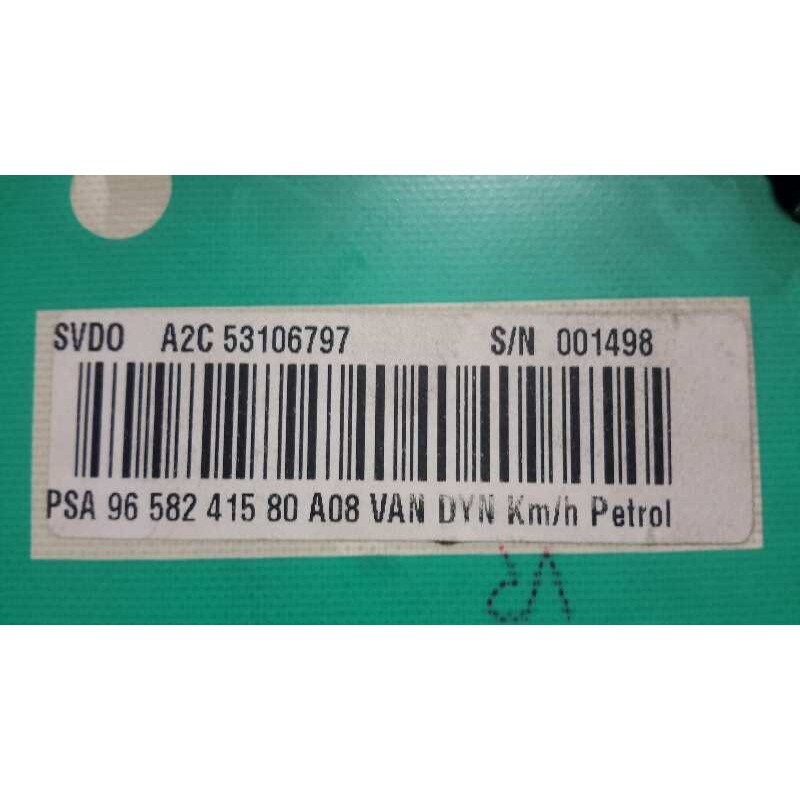 SVDO A2C 53106797 S/N 001498
PSA 96 582 415 80 A08 VAN DYN Km/h Petrol